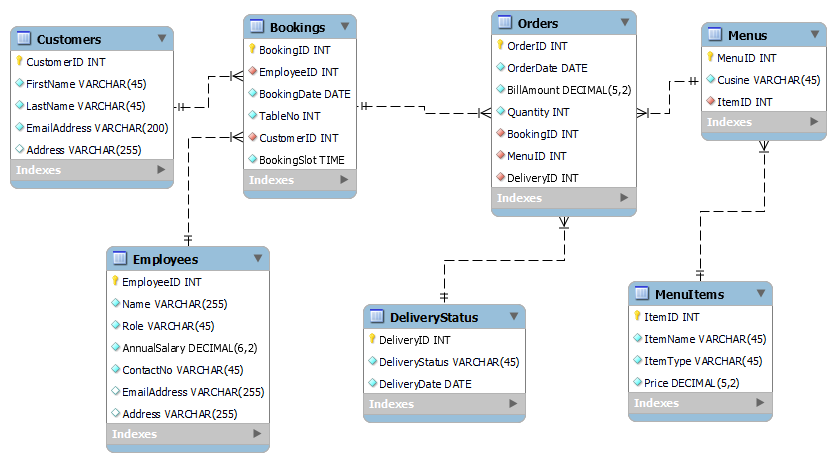 Customers
CustomerID INT
FirstName VARCHAR(45)
LastName VARCHAR(45)
EmailAddress VARCHAR(200)
Address VARCHAR(255)
Indexes
Bookings
BookingID INT
EmployeeID INT
BookingDate DATE
TableNo INT
CustomerID INT
BookingSlot TIME
Indexes
Orders
OrderID INT
OrderDate DATE
BillAmount DECIMAL(5,2)
Quantity INT
BookingID INT
MenuID INT
DeliveryID INT
Indexes
Menus
MenuID INT
Cusine VARCHAR(45)
ItemID INT
Indexes
Employees
EmployeeID INT
Name VARCHAR(255)
Role VARCHAR(45)
AnnualSalary DECIMAL(6,2)
ContactNo VARCHAR(45)
EmailAddress VARCHAR(255)
Address VARCHAR(255)
Indexes
DeliveryStatus
DeliveryID INT
DeliveryStatus VARCHAR(45)
DeliveryDate DATE
Indexes
MenuItems
ItemID INT
ItemName VARCHAR(45)
ItemType VARCHAR(45)
Price DECIMAL(5,2)
Indexes